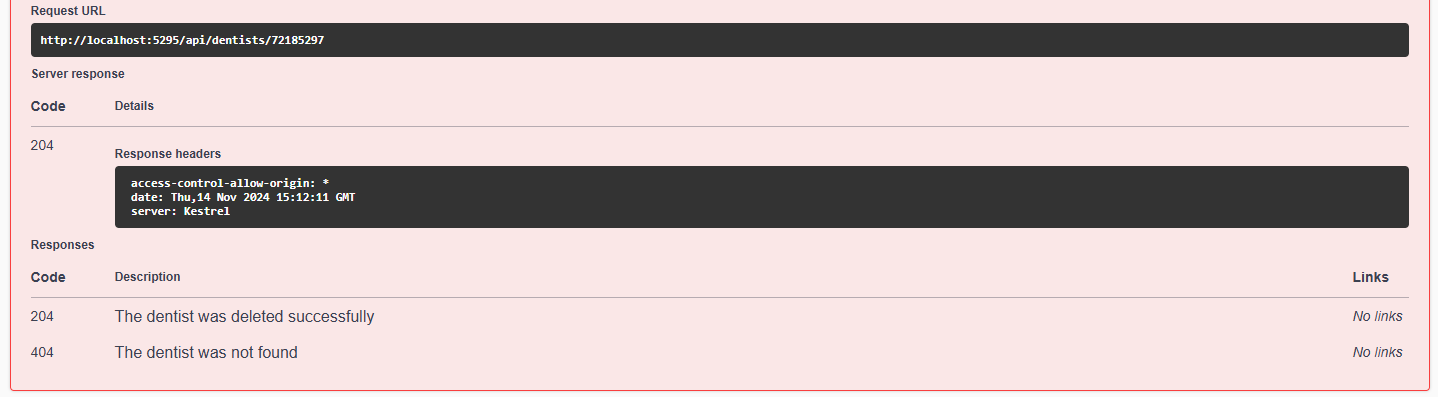 Request URL
http://localhost:5295/api/dentists/72185297
Server response
Code Details
204
Response headers
access-control-allow-origin: *
date: Thu,14 Nov 2024 15:12:11 GMT
server: Kestrel
Responses
Code Description Links
204 The dentist was deleted successfully No links
404 The dentist was not found No links